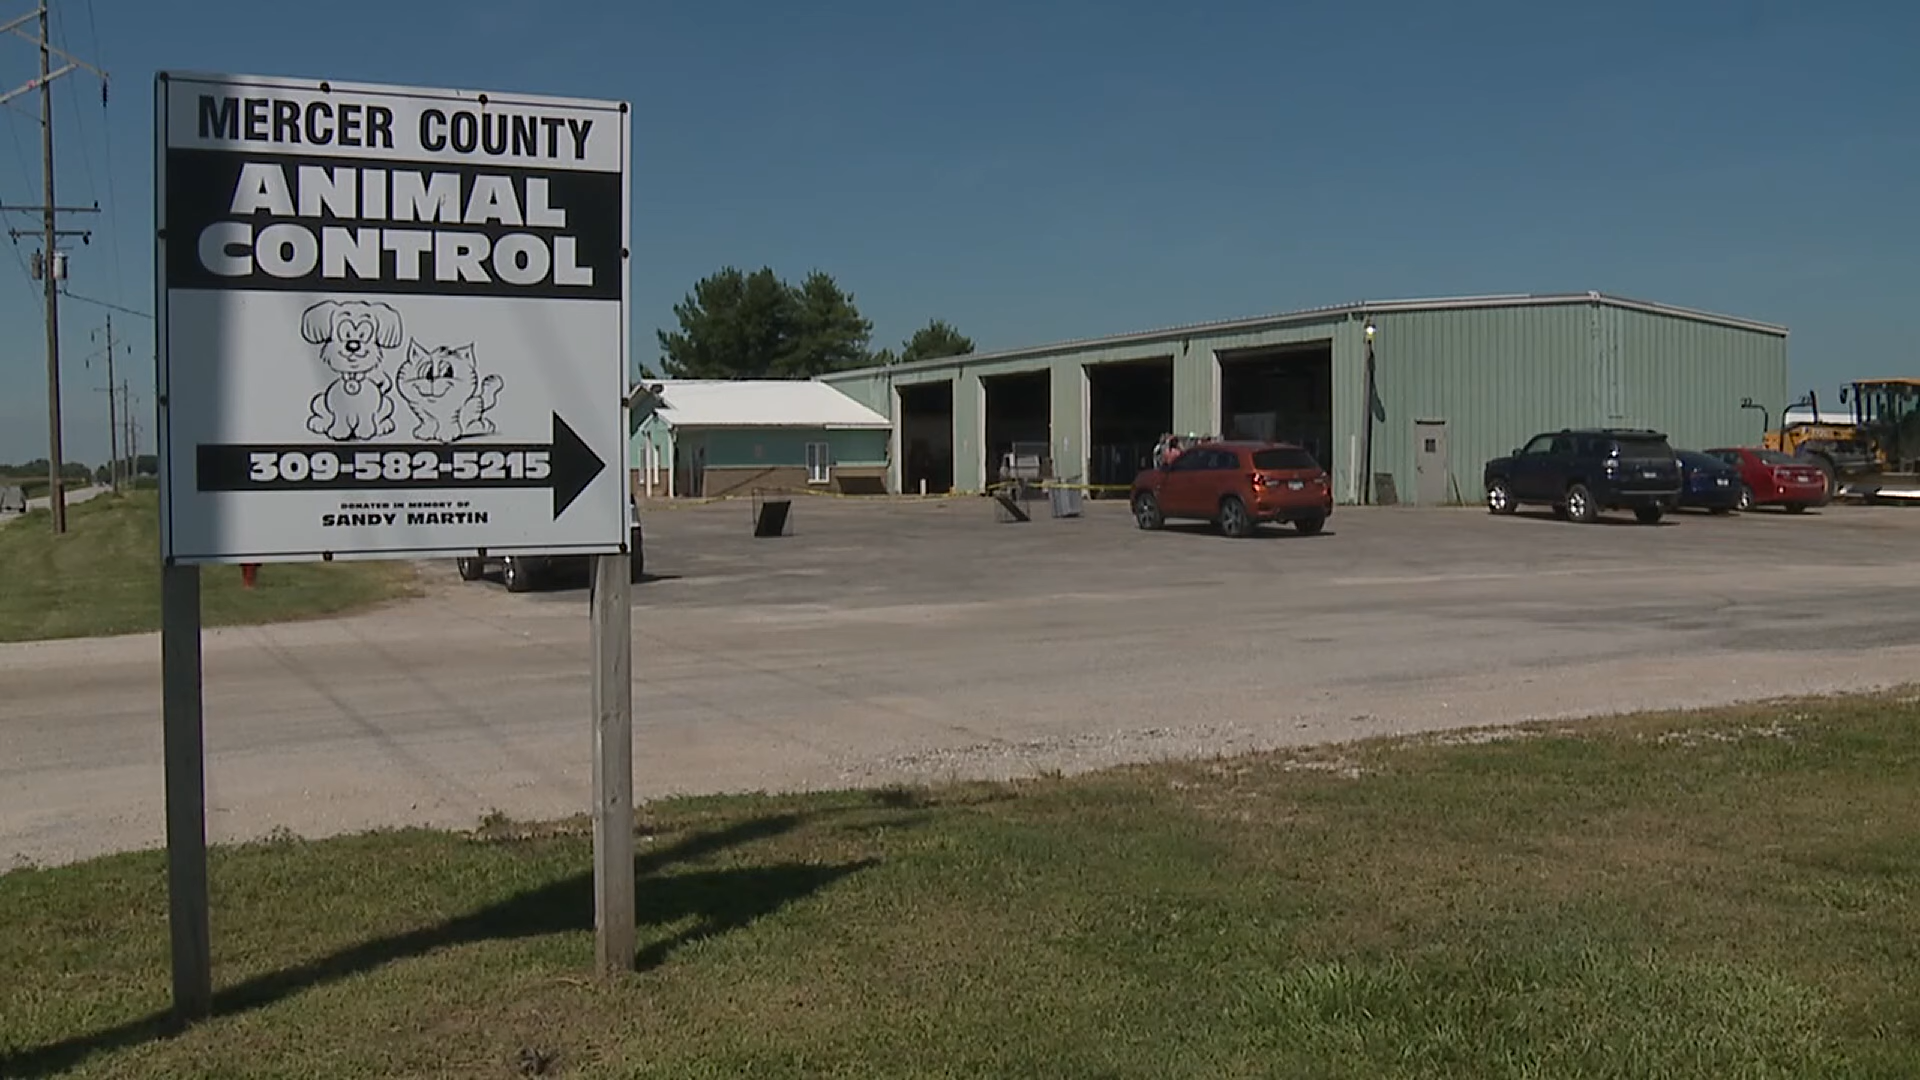 MERCER COUNTY
ANIMAL
CONTROL
309-582-5215
DONATED IN MEMORY OF
SANDY MARTIN